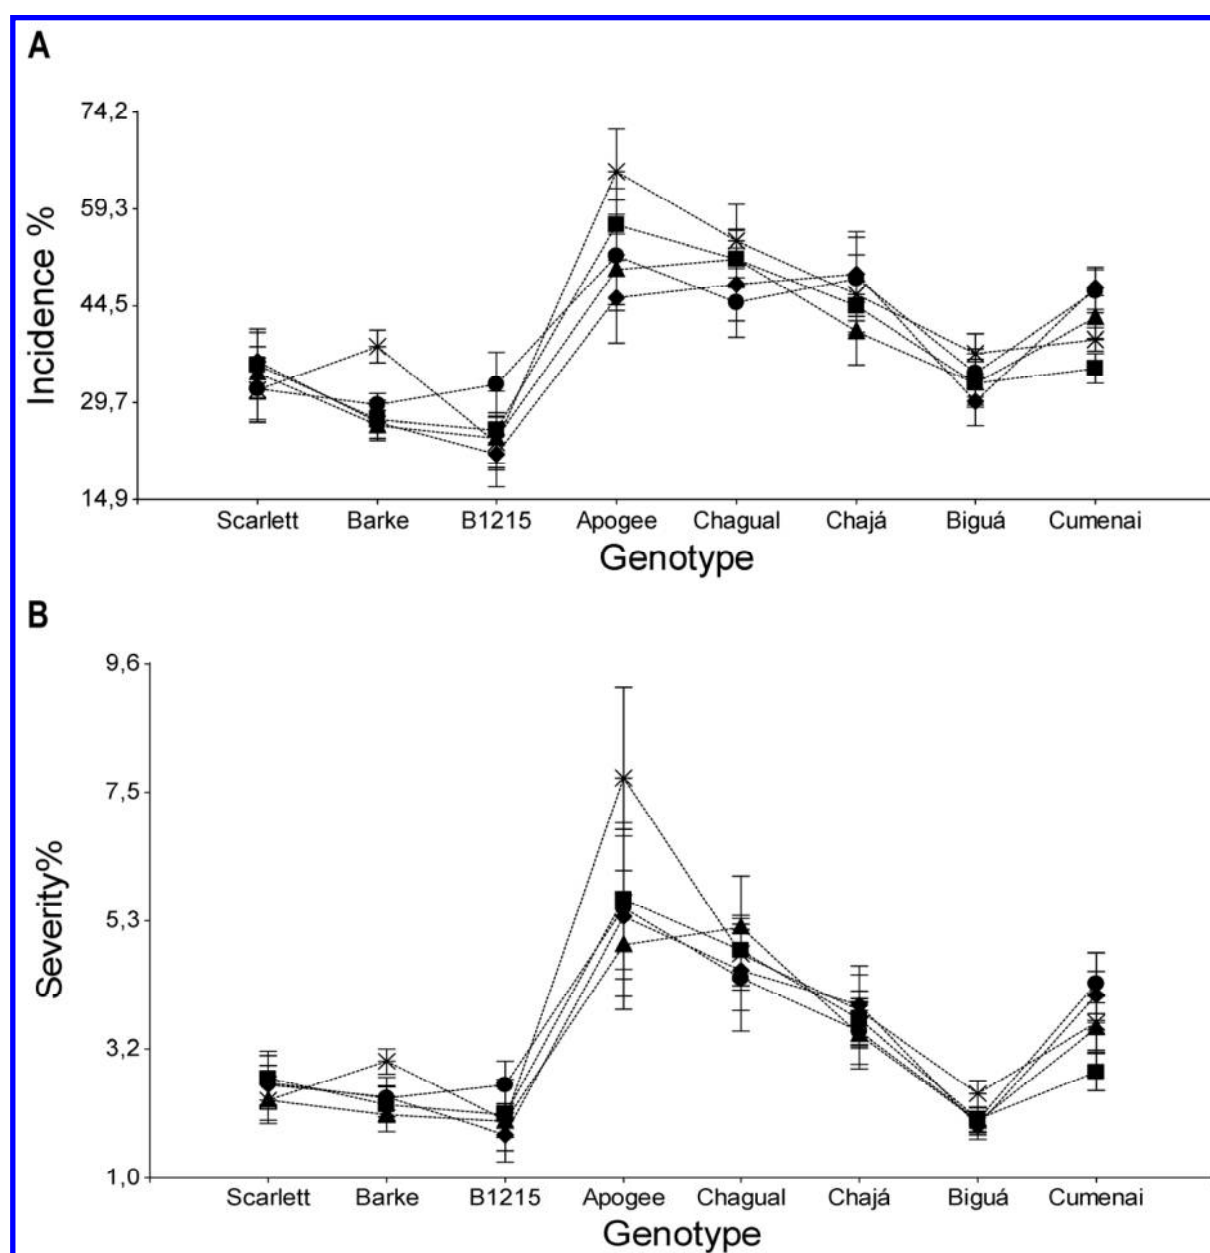 A
74,2
59,3
44,5
29,7
14,9
Incidence %
Scarlett Barke B1215 Apogee Chagual Chajá Biguá Cumenai
Genotype
B
9,6
7,5
5,3
3,2
1,0
Severity%
Scarlett Barke B1215 Apogee Chagual Chajá Biguá Cumenai
Genotype